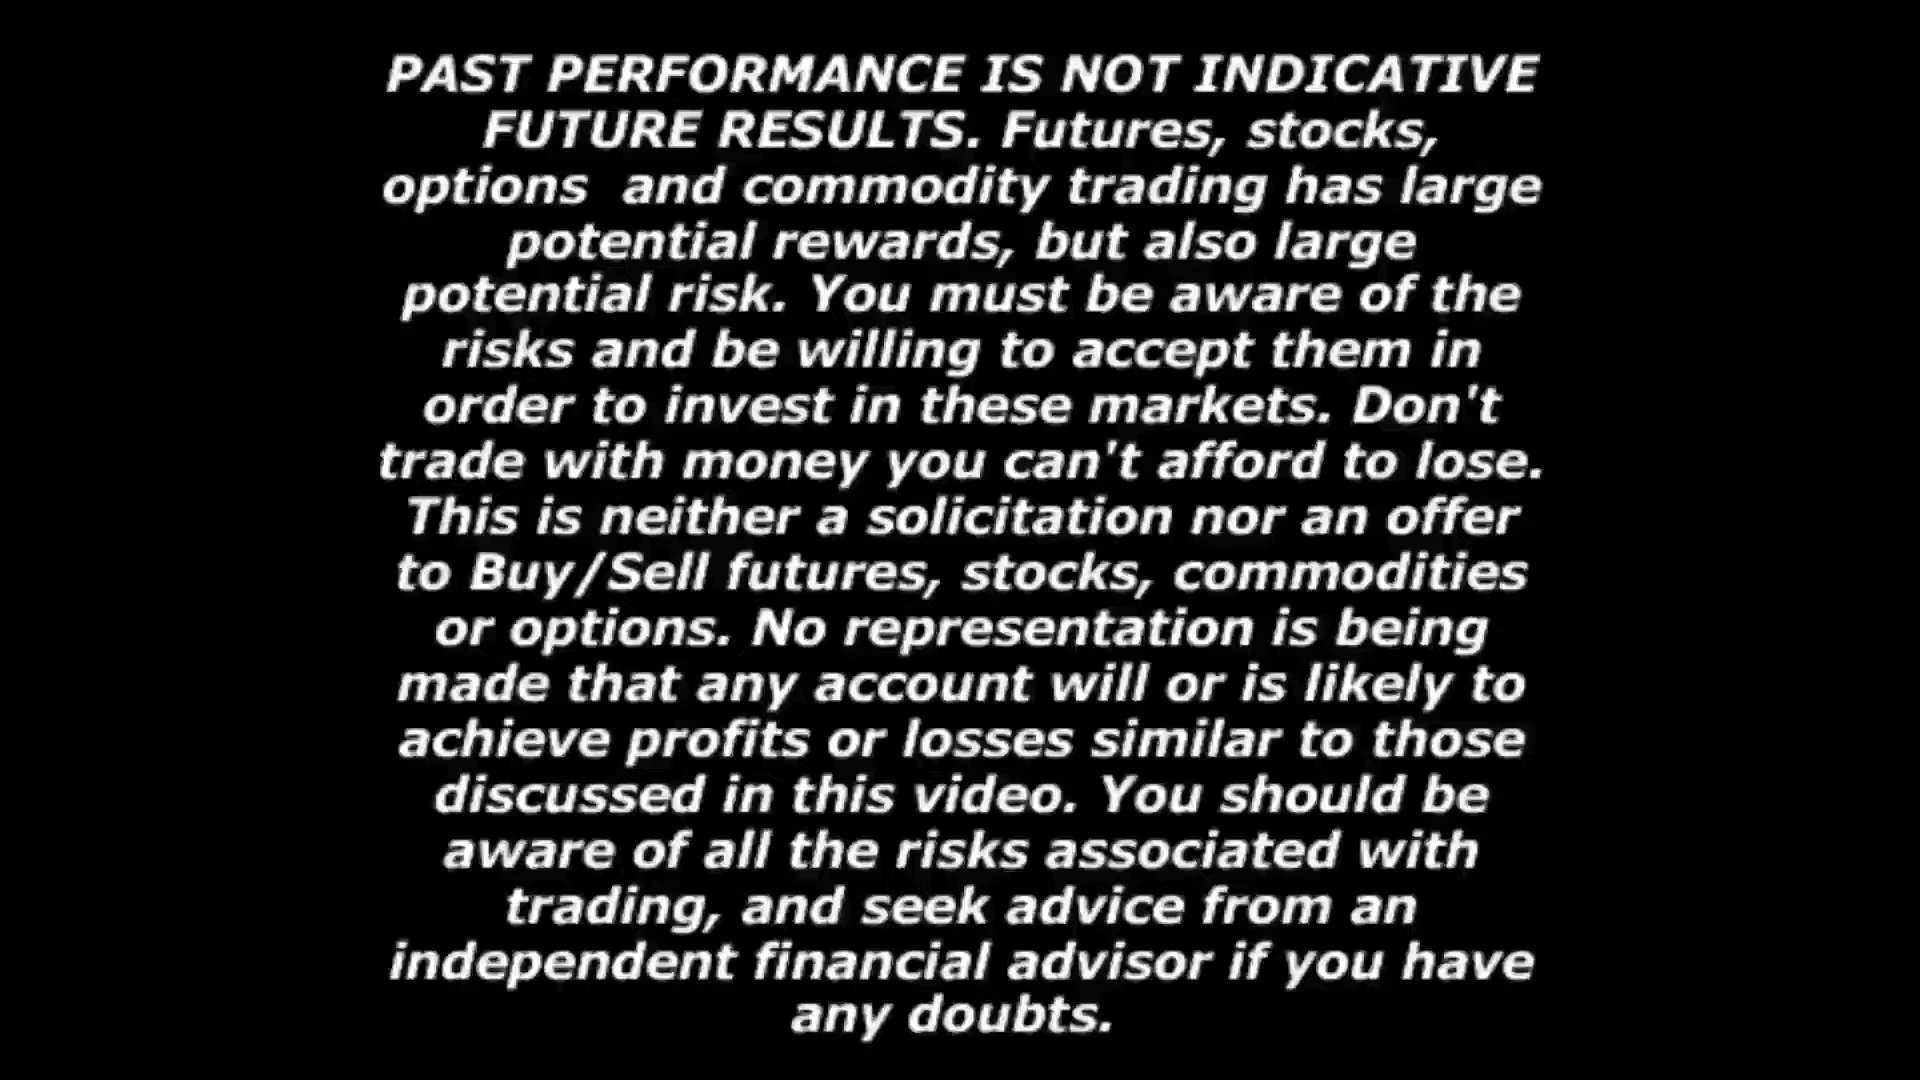 PAST PERFORMANCE IS NOT INDICATIVE
FUTURE RESULTS. Futures, stocks,
options  and commodity trading has large
potential rewards, but also large
potential risk. You must be aware of the
risks and be willing to accept them in
order to invest in these markets. Don't
trade with money you can't afford to lose.
This is neither a solicitation nor an offer
to Buy/Sell futures, stocks, commodities
or options. No representation is being
made that any account will or is likely to
achieve profits or losses similar to those
discussed in this video. You should be
aware of all the risks associated with
trading, and seek advice from an
independent financial advisor if you have
any doubts.